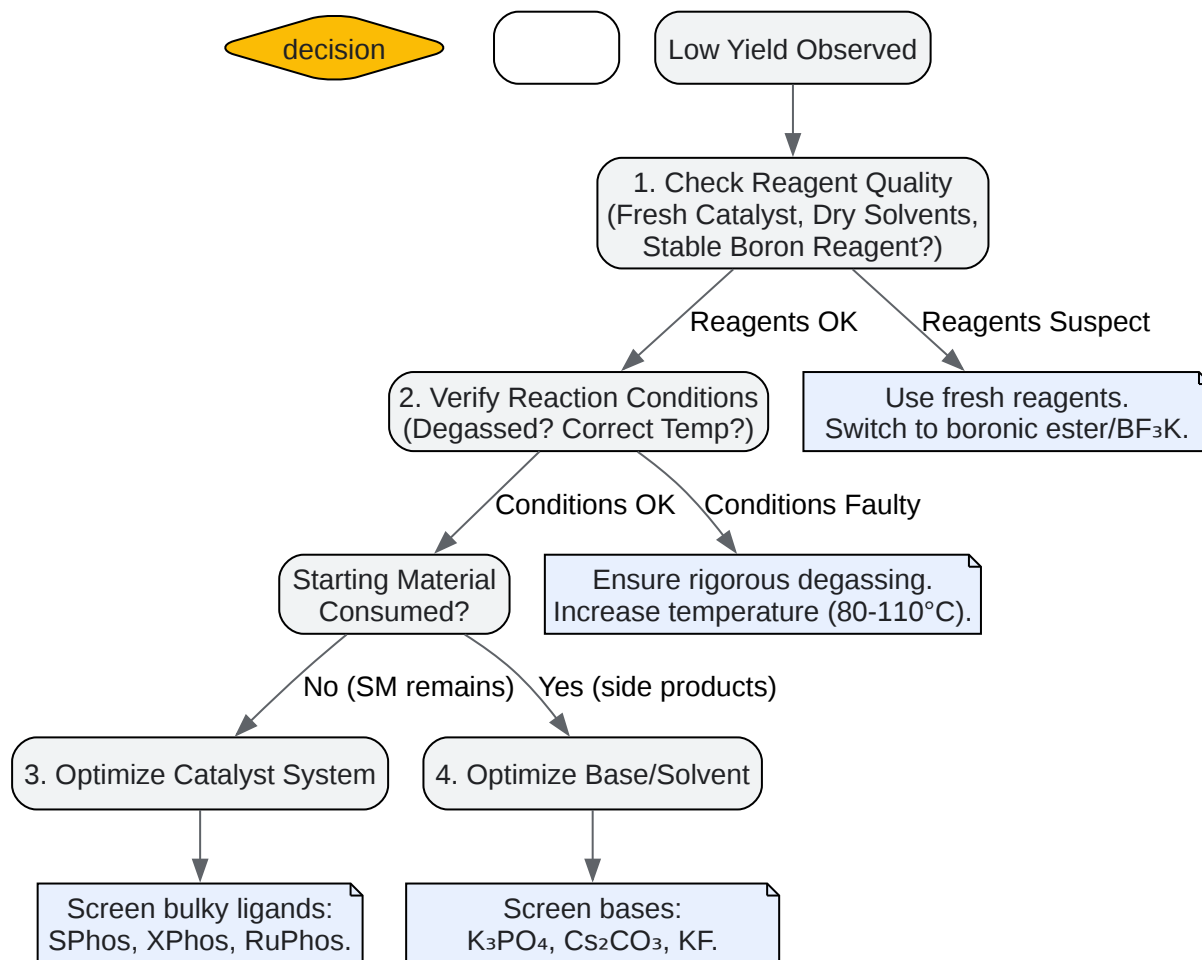 decision
Low Yield Observed
1. Check Reagent Quality
(Fresh Catalyst, Dry Solvents,
Stable Boron Reagent?)
Reagents OK
Reagents Suspect
2. Verify Reaction Conditions
(Degassed? Correct Temp?)
Use fresh reagents.
Switch to boronic ester/BF₃K.
Conditions OK
Conditions Faulty
Starting Material
Consumed?
Ensure rigorous degassing.
Increase temperature (80-110°C).
No (SM remains)
Yes (side products)
3. Optimize Catalyst System
4. Optimize Base/Solvent
Screen bulky ligands:
SPhos, XPhos, RuPhos.
Screen bases:
K₃PO₄, Cs₂CO₃, KF.